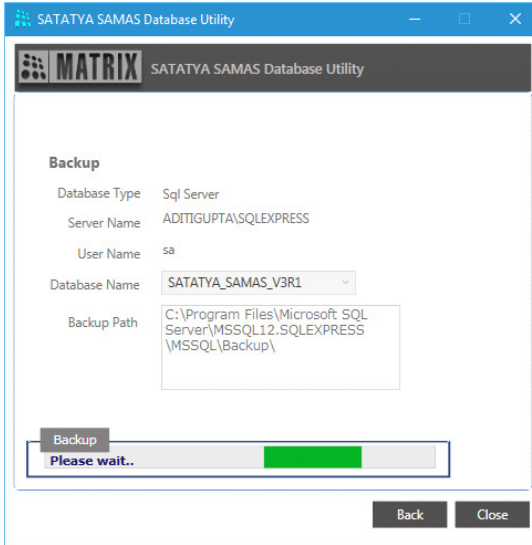 SATATYA SAMAS Database Utility
MATRIX SATATYA SAMAS Database Utility
Backup
Database Type Sql Server
Server Name ADITIGUPTA\SQLEXPRESS
User Name sa
Database Name SATATYA_SAMAS_V3R1
Backup Path C:\Program Files\Microsoft SQL
Server\MSSQL12.SQLEXPRESS
\MSSQL\Backup\
Backup
Please wait..
Back Close